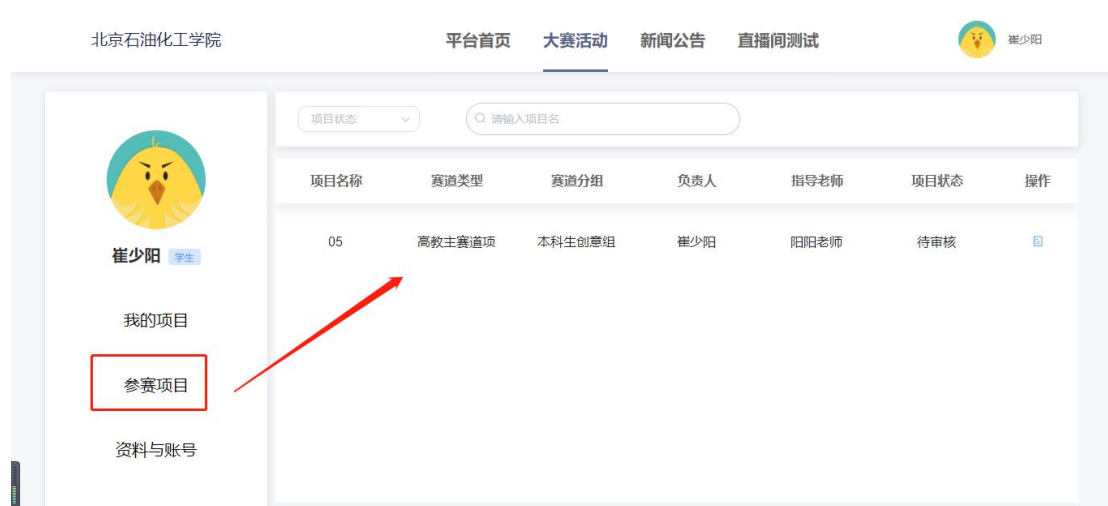 北京石油化工学院 平台首页 大赛活动 新闻公告 直播间测试 崔少阳
项目状态 请输入项目名
项目名称 赛道类型 赛道分组 负责人 指导老师 项目状态 操作
05 高教主赛道项 本科生创意组 崔少阳 阳阳老师 待审核
崔少阳 学生
我的项目
参赛项目
资料与账号